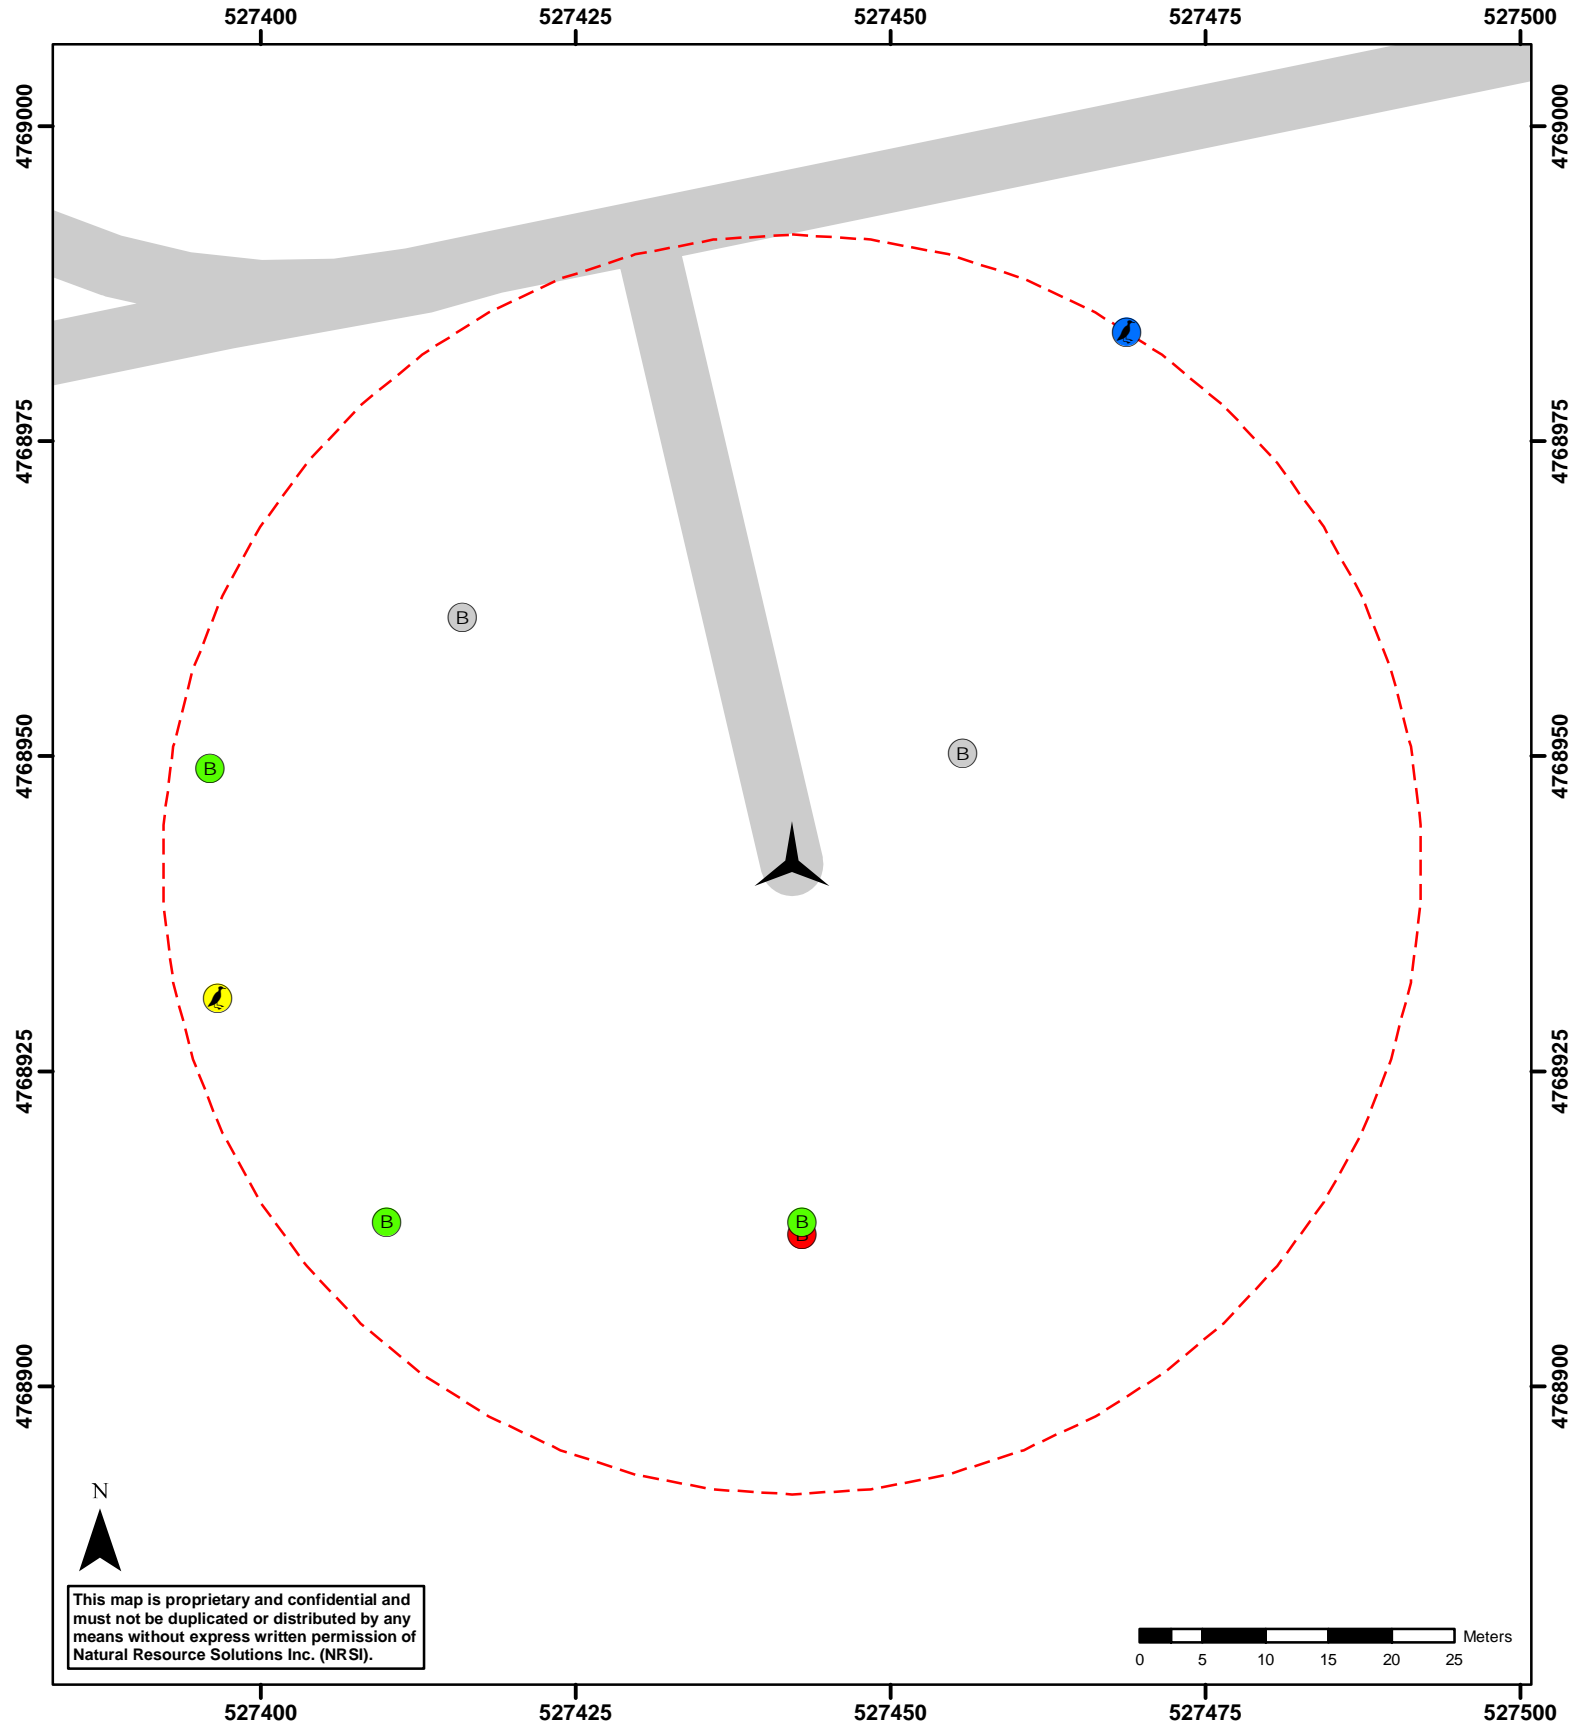 527400 527425 527450 527475 527500
4769000 4769000
4768975 4768975
B
4768950 B B 4768950
4768925 4768925
B B
B
4768900 4768900
N
This map is proprietary and confidential and
must not be duplicated or distributed by any
means without express written permission of
Natural Resource Solutions Inc. (NRSI).
Meters
0 5 10 15 20 25
527400 527425 527450 527475 527500